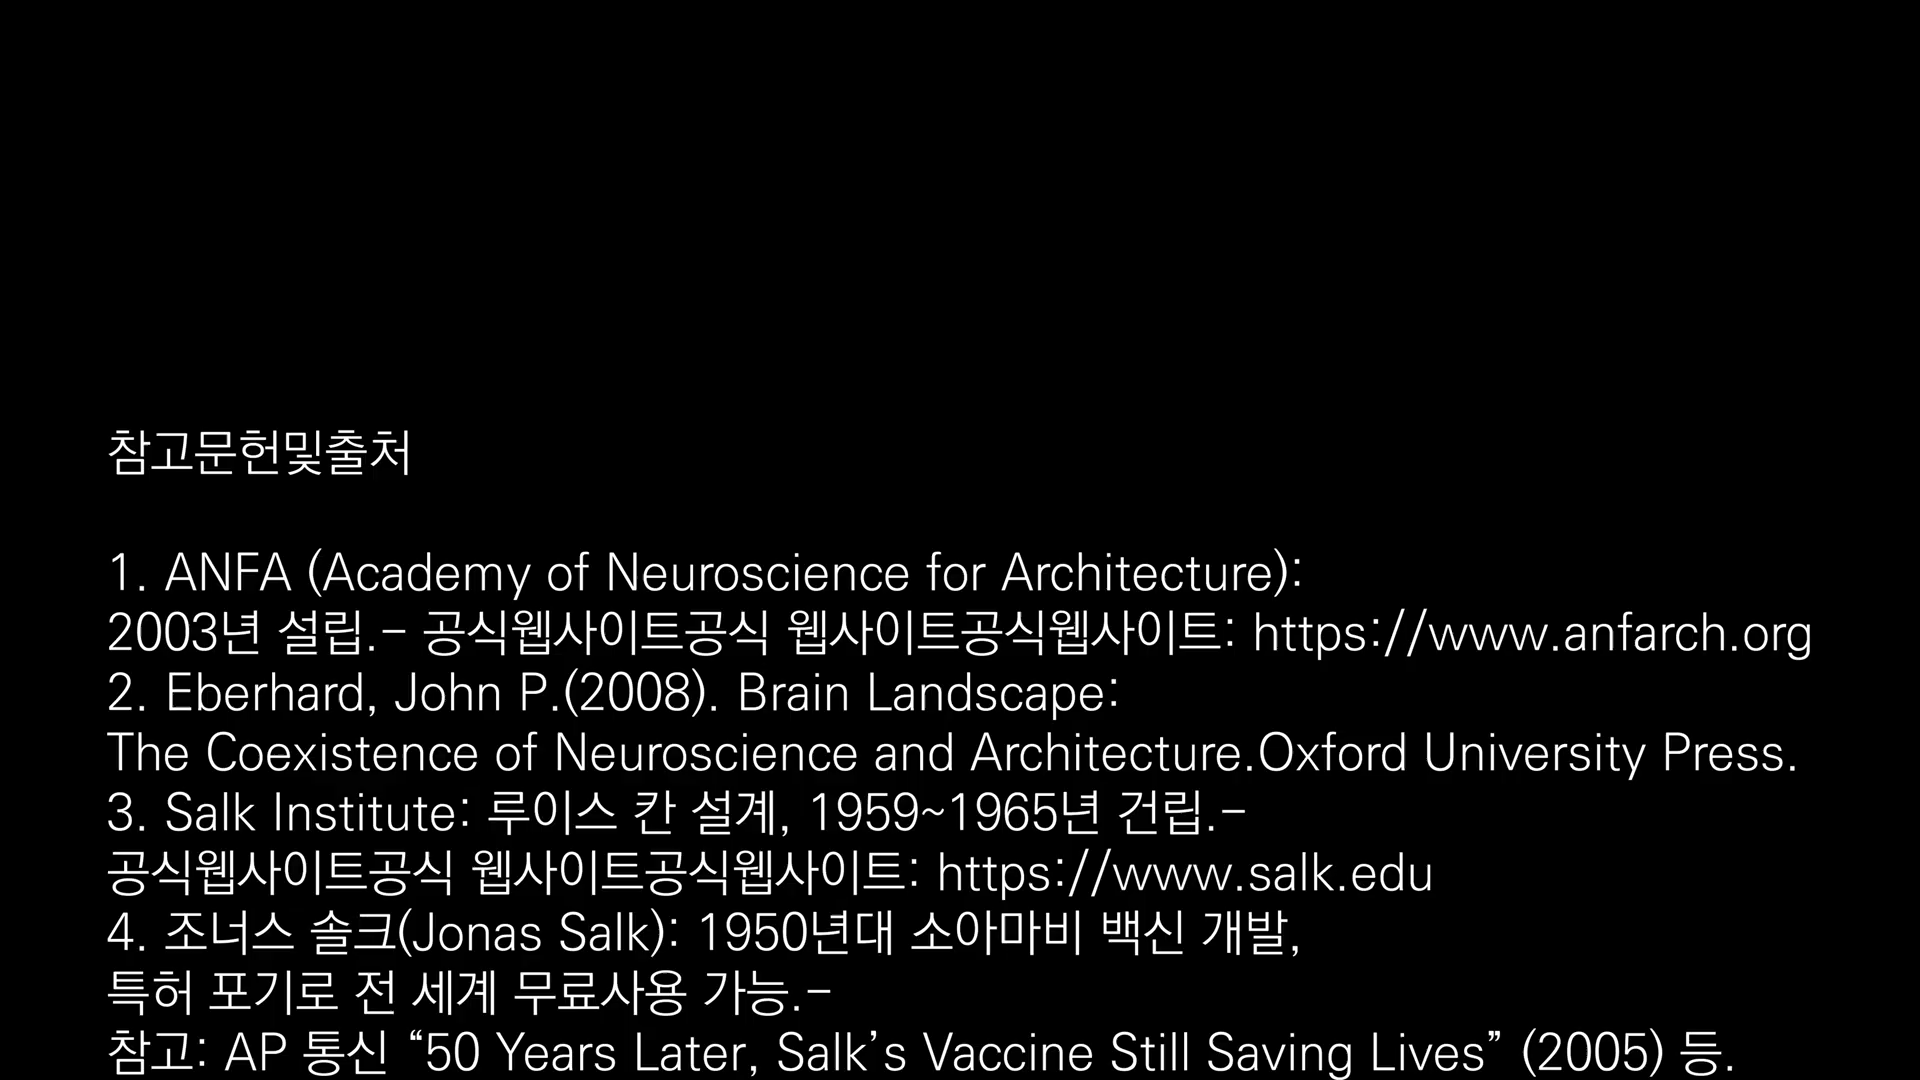 참고문헌및출처
1. ANFA (Academy of Neuroscience for Architecture):
2003년 설립.- 공식웹사이트공식 웹사이트공식웹사이트: https://www.anfarch.org
2. Eberhard, John P.(2008). Brain Landscape:
The Coexistence of Neuroscience and Architecture.Oxford University Press.
3. Salk Institute: 루이스 칸 설계, 1959~1965년 건립.-
공식웹사이트공식 웹사이트공식웹사이트: https://www.salk.edu
4. 조너스 솔크(Jonas Salk): 1950년대 소아마비 백신 개발,
특허 포기로 전 세계 무료사용 가능.-
참고: AP 통신 “50 Years Later, Salk’s Vaccine Still Saving Lives” (2005) 등.